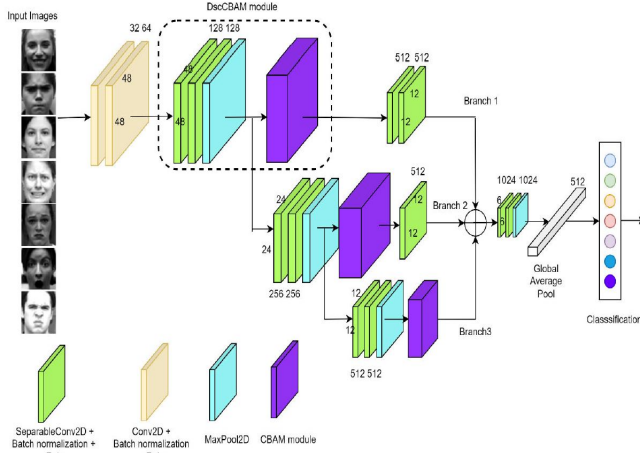 DscCBAM module
Input Images
32 64
128 128
48
48
48
48
512 512
12
12
Branch 1
24
24
256 256
512
12
12
Branch 2
1024 1024
6
6
512
Global
Average
Pool
Classsification
12
12
512 512
Branch3
SeparableConv2D +
Batch normalization +
Conv2D +
Batch normalization
MaxPool2D
CBAM module